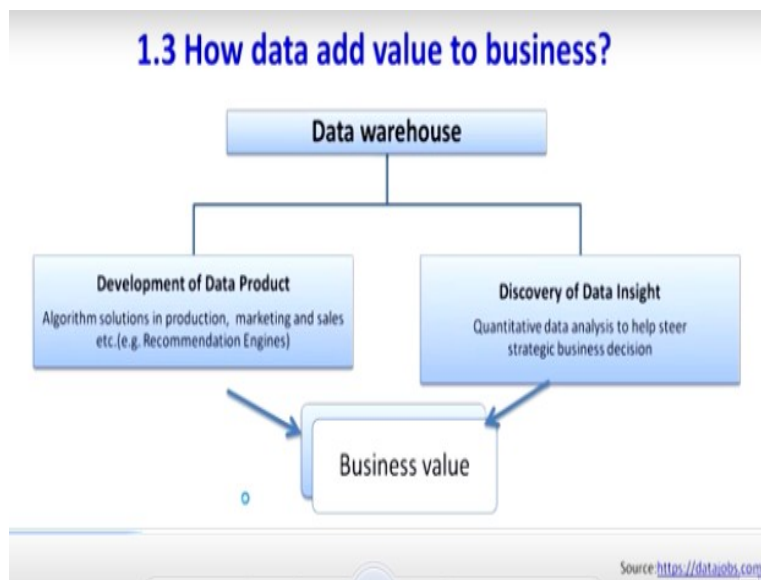 1.3 How data add value to business?
Data warehouse
Development of Data Product
Algorithm solutions in production, marketing and sales
etc.(e.g. Recommendation Engines)
Discovery of Data Insight
Quantitative data analysis to help steer
strategic business decision
Business value
Source:https://datajobs.com